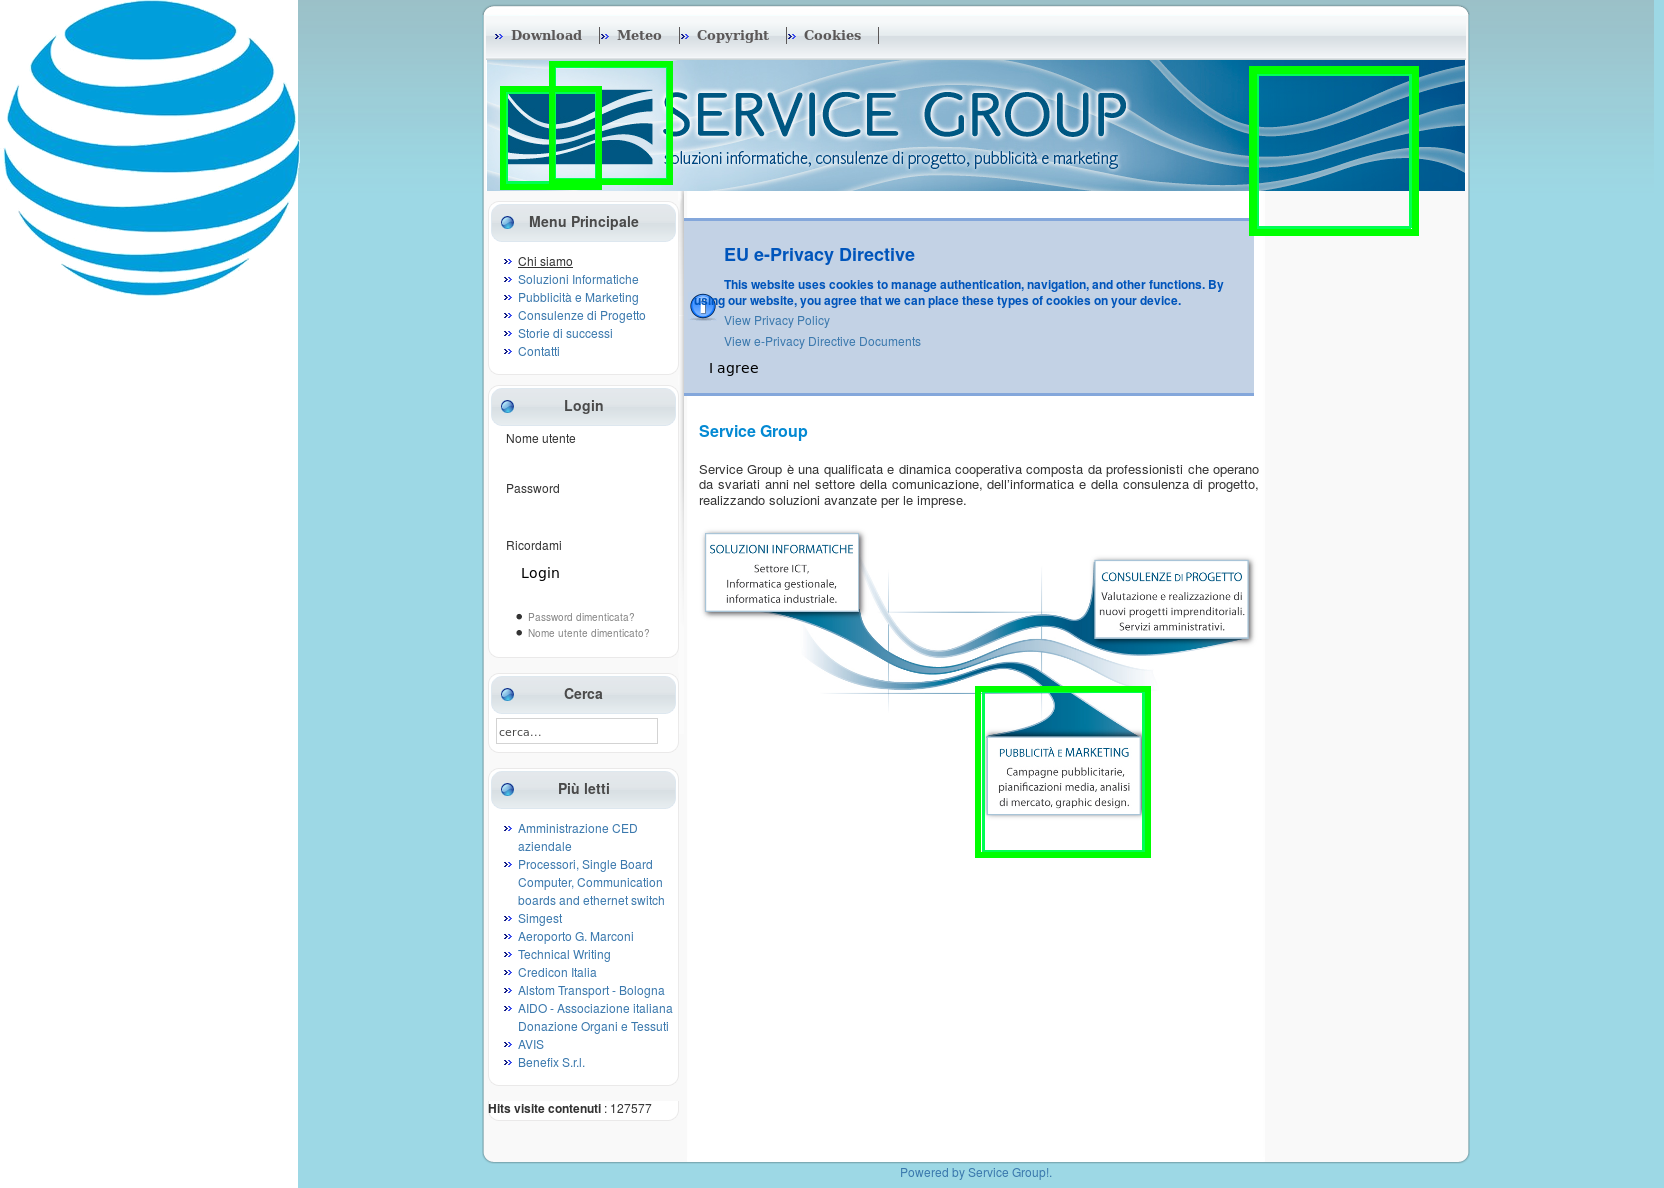 Download
Meteo
Copyright
Cookies
SERVICE GROUP
soluzioni informatiche, consulenze di progetto, pubblicità e marketing
Menu Principale
Chi siamo
Soluzioni Informatiche
Pubblicità e Marketing
Consulenze di Progetto
Storie di successi
Contatti
Login
Nome utente
Password
Ricordami
Login
Password dimenticata?
Nome utente dimenticato?
Cerca
cerca...
Più letti
Amministrazione CED
aziendale
Processori, Single Board
Computer, Communication
boards and ethernet switch
Simgest
Aeroporto G. Marconi
Technical Writing
Credicon Italia
Alstom Transport - Bologna
AIDO - Associazione italiana
Donazione Organi e Tessuti
AVIS
Benefix S.r.l.
Hits visite contenuti : 127577
EU e-Privacy Directive
This website uses cookies to manage authentication, navigation, and other functions. By
using our website, you agree that we can place these types of cookies on your device.
View Privacy Policy
View e-Privacy Directive Documents
I agree
Service Group
Service Group è una qualificata e dinamica cooperativa composta da professionisti che operano
da svariati anni nel settore della comunicazione, dell'informatica e della consulenza di progetto,
realizzando soluzioni avanzate per le imprese.
SOLUZIONI INFORMATICHE
Settore ICT,
Informatica gestionale,
informatica industriale.
CONSULENZE DI PROGETTO
Valutazione e realizzazione di
nuovi progetti imprenditoriali.
Servizi amministrativi.
PUBBLICITÀ E MARKETING
Campagne pubblicitarie,
pianificazioni media, analisi
di mercato, graphic design.
Powered by Service Group!.